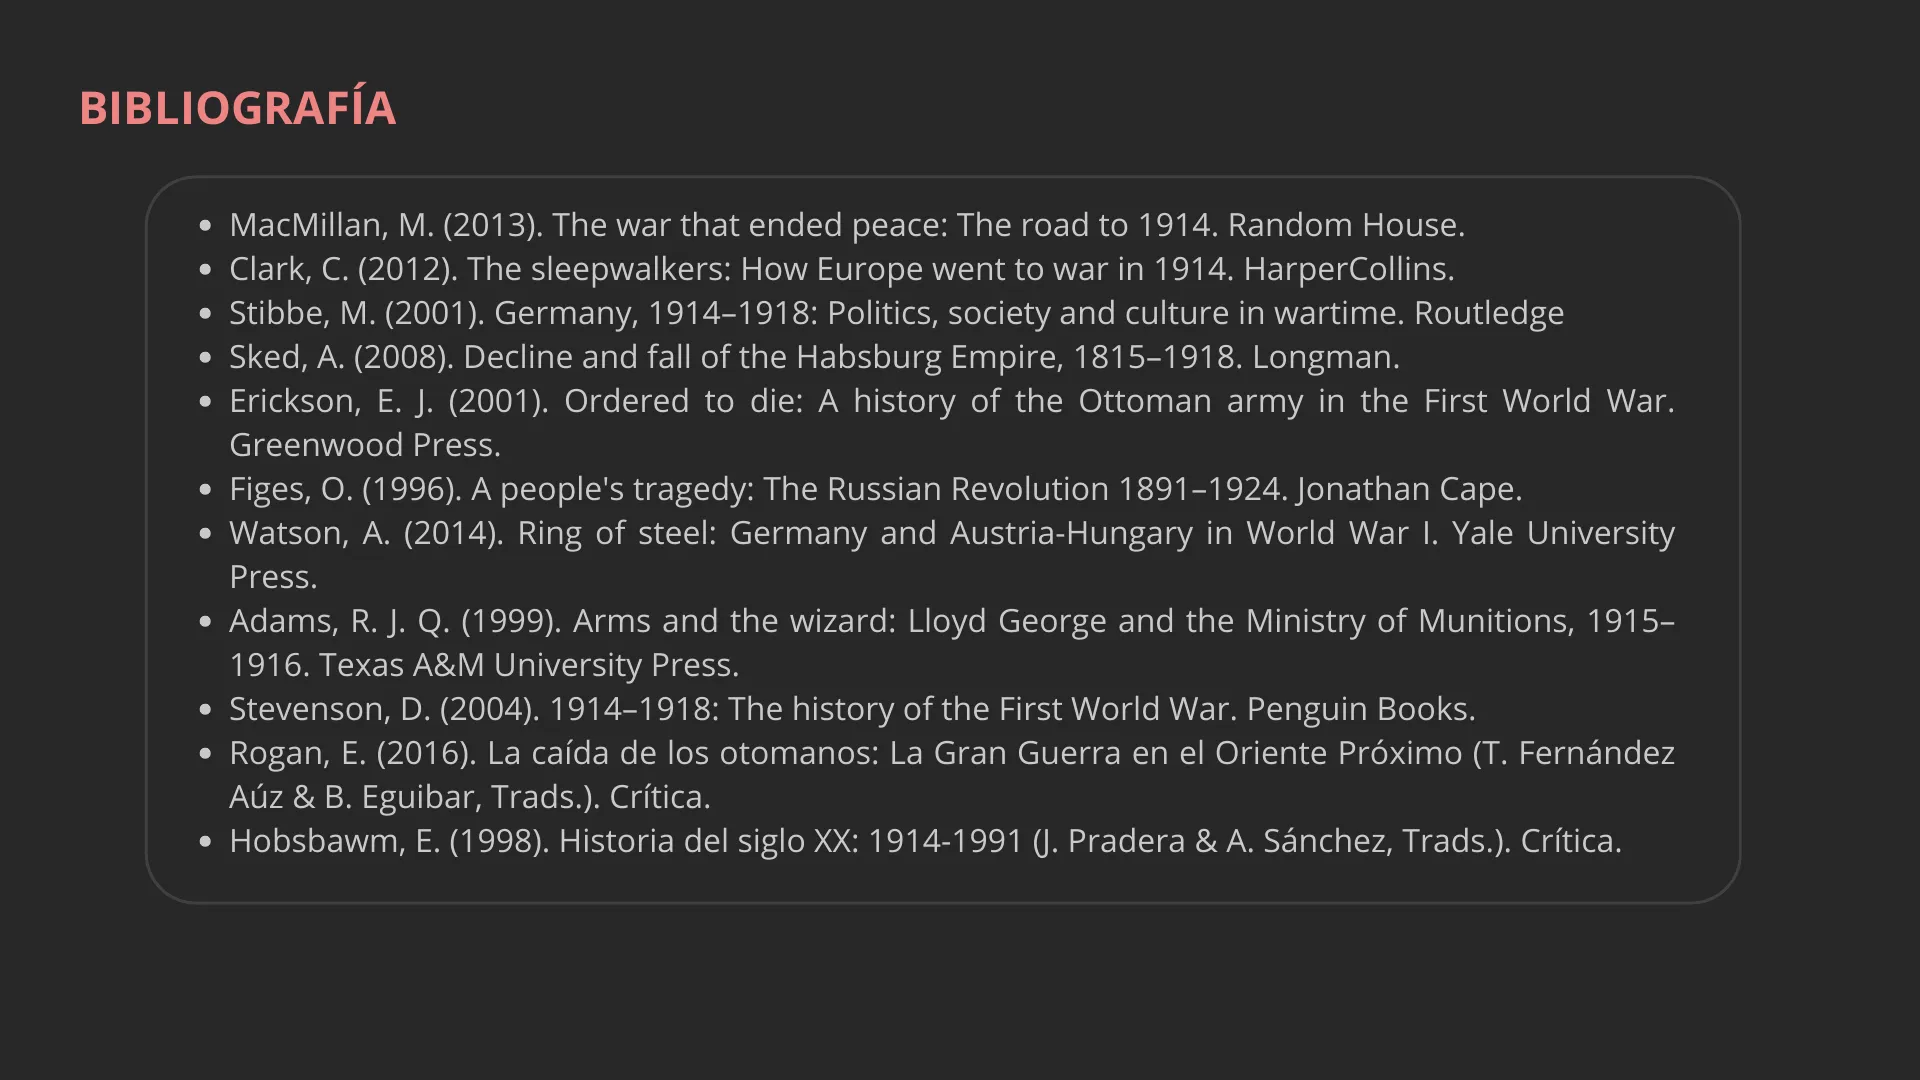 BIBLIOGRAFÍA
• MacMillan, M. (2013). The war that ended peace: The road to 1914. Random House.
• Clark, C. (2012). The sleepwalkers: How Europe went to war in 1914. HarperCollins.
• Stibbe, M. (2001). Germany, 1914–1918: Politics, society and culture in wartime. Routledge
• Sked, A. (2008). Decline and fall of the Habsburg Empire, 1815–1918. Longman.
• Erickson, E. J. (2001). Ordered to die: A history of the Ottoman army in the First World War.
Greenwood Press.
• Figes, O. (1996). A people's tragedy: The Russian Revolution 1891–1924. Jonathan Cape.
• Watson, A. (2014). Ring of steel: Germany and Austria-Hungary in World War I. Yale University
Press.
• Adams, R. J. Q. (1999). Arms and the wizard: Lloyd George and the Ministry of Munitions, 1915–
1916. Texas A&M University Press.
• Stevenson, D. (2004). 1914–1918: The history of the First World War. Penguin Books.
• Rogan, E. (2016). La caída de los otomanos: La Gran Guerra en el Oriente Próximo (T. Fernández
Aúz & B. Eguibar, Trads.). Crítica.
• Hobsbawm, E. (1998). Historia del siglo XX: 1914-1991 (J. Pradera & A. Sánchez, Trads.). Crítica.